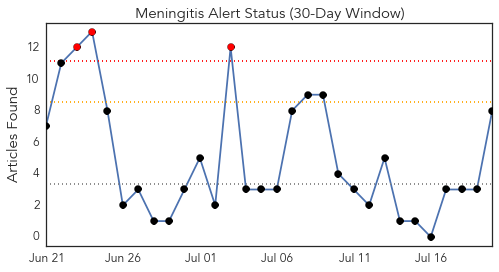 Meningitis Alert Status (30-Day Window)
Articles Found
12
10
8
6
4
2
0
Jun 21
Jun 26
Jul 01
Jul 06
Jul 11
Jul 16